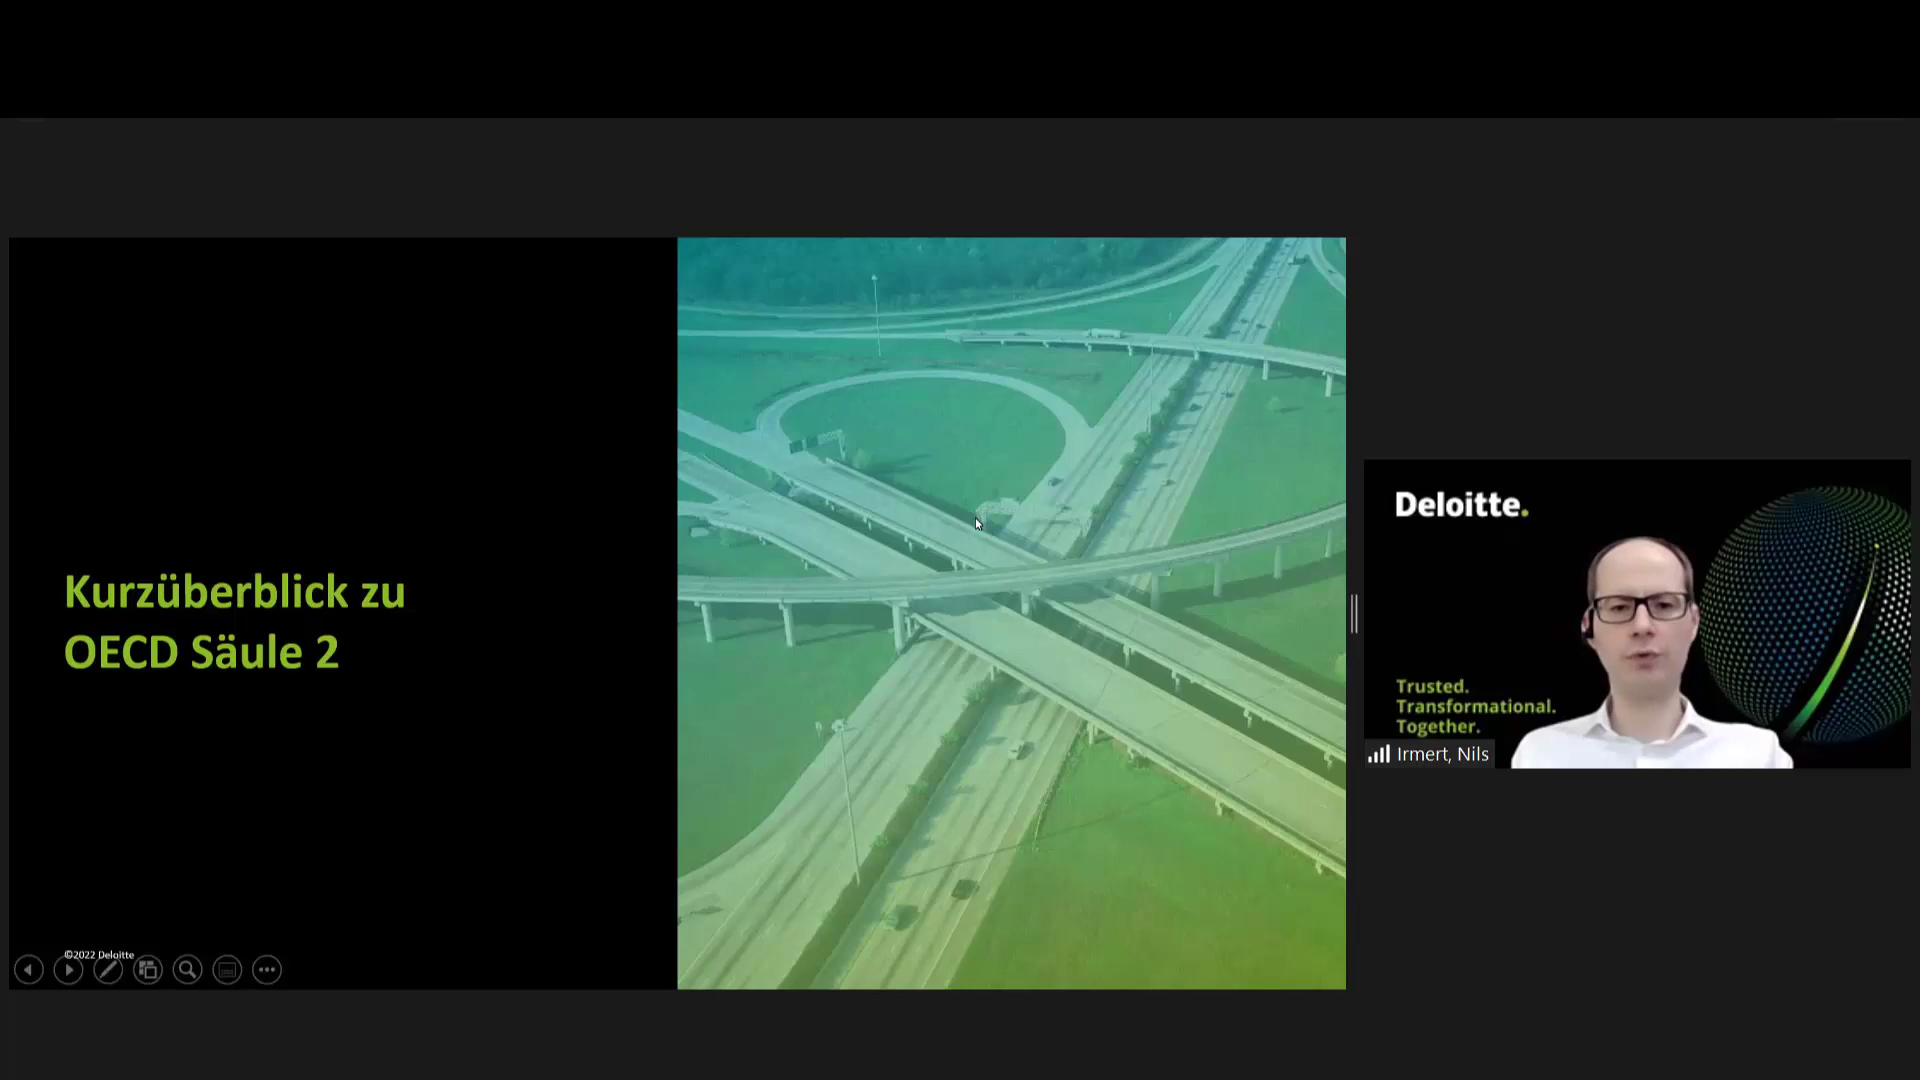 Kurzüberblick zu
OECD Säule 2
©2022 Deloitte
Deloitte.
Trusted.
Transformational.
Together.
Irmert, Nils